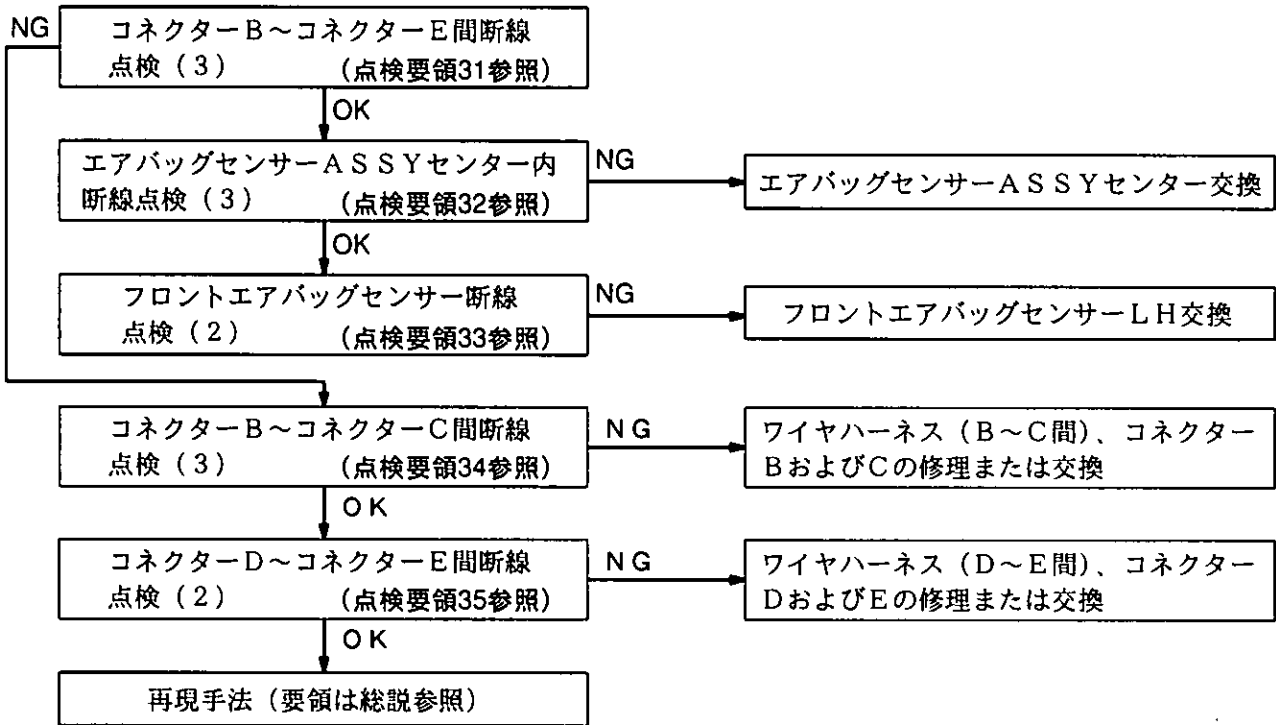 NG
コネクターB～コネクターE間断線
点検（3）　（点検要領31参照）
OK
エアバッグセンサーASSYセンター内
断線点検（3）　（点検要領32参照）
NG
エアバッグセンサーASSYセンター交換
OK
フロントエアバッグセンサー断線
点検（2）　（点検要領33参照）
NG
フロントエアバッグセンサーLH交換
コネクターB～コネクターC間断線
点検（3）　（点検要領34参照）
NG
ワイヤハーネス（B～C間）、コネクター
BおよびCの修理または交換
OK
コネクターD～コネクターE間断線
点検（2）　（点検要領35参照）
NG
ワイヤハーネス（D～E間）、コネクター
DおよびEの修理または交換
OK
再現手法（要領は総説参照）